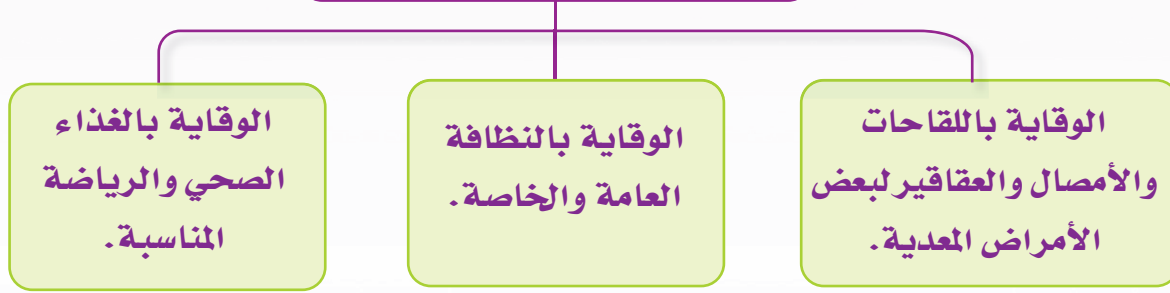 الوقاية باللقاحات
والأمصال والعقاقير لبعض
الأمراض المعدية.
الوقاية بالنظافة
العامة والخاصة.
الوقاية بالغذاء
الصحي والرياضة
المناسبة.